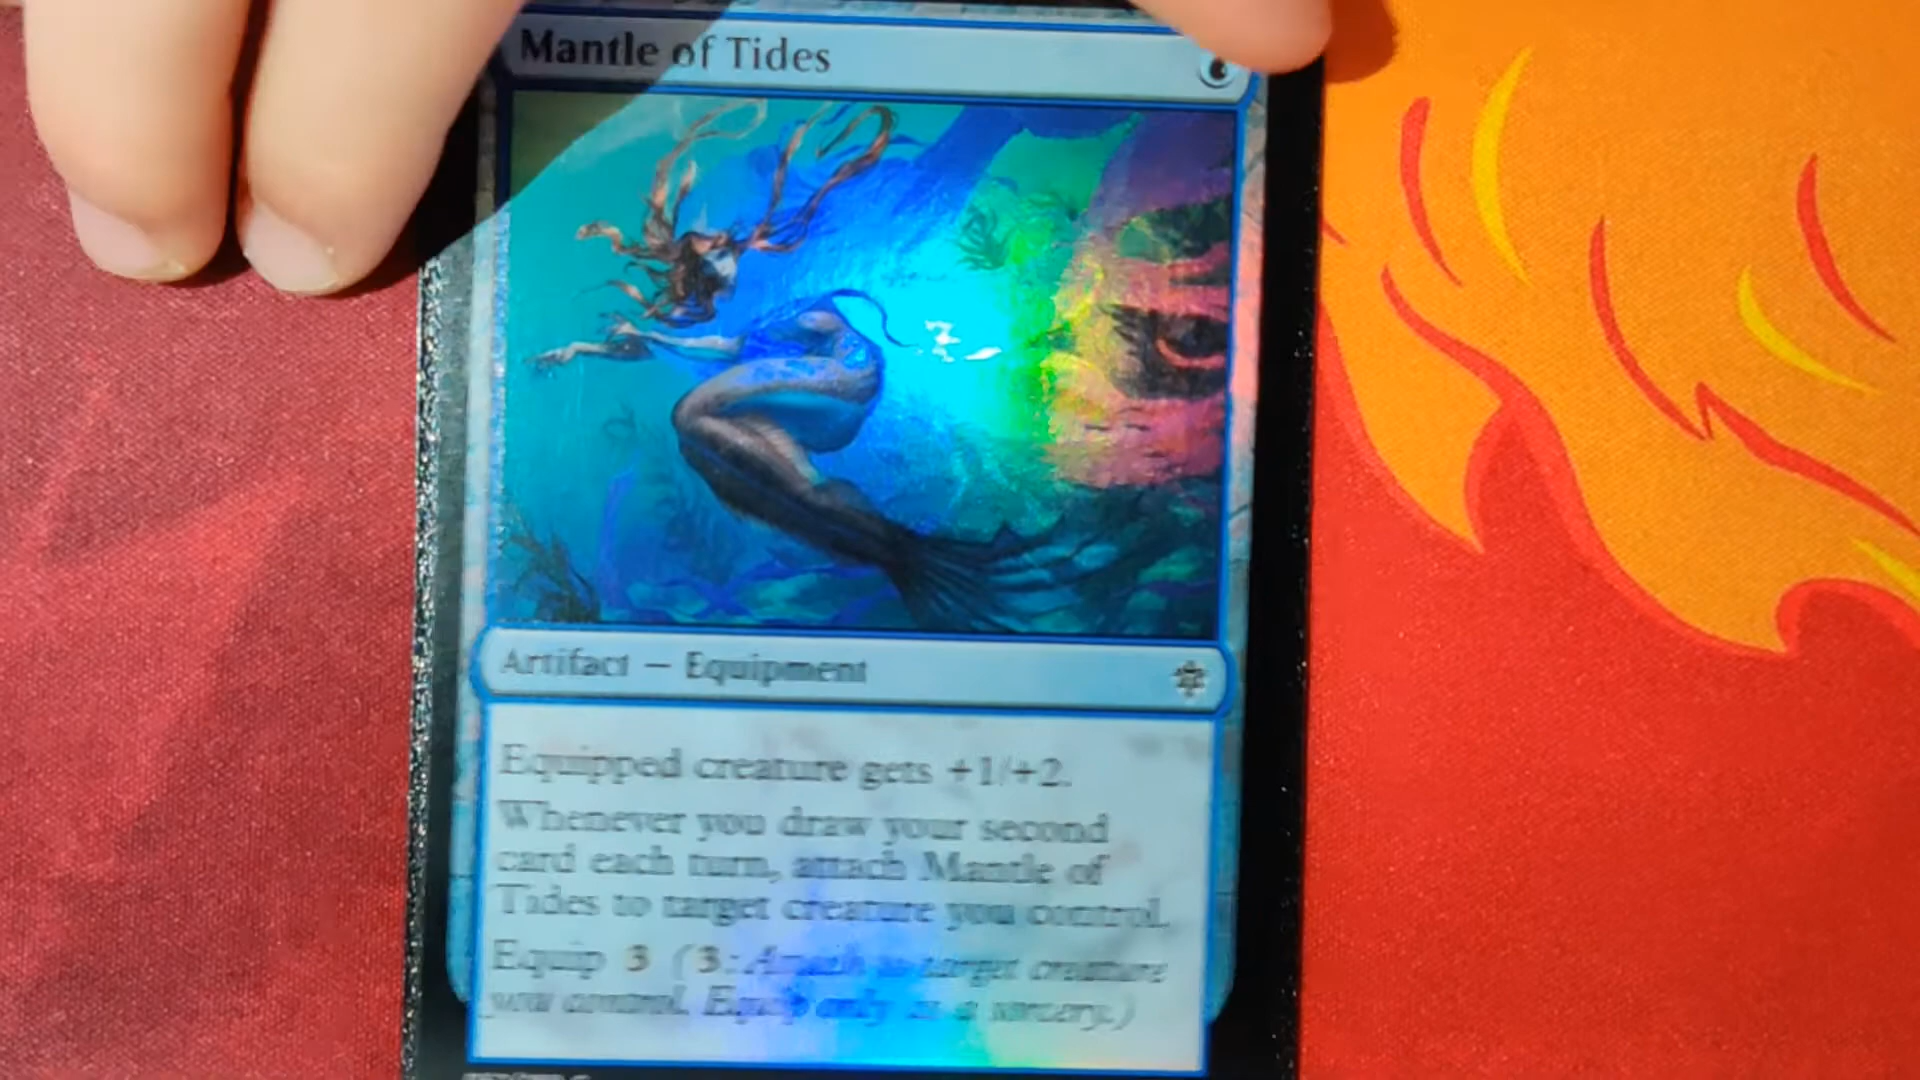 Mantle of Tides
Artifact — Equipment
Equipped creature gets +1/+2.
Whenever you draw your second
card each turn, attach Mantle of
Tides to target creature you control.
Equip 3 (3: Attach to target creature
you control. Equip only as a sorcery.)